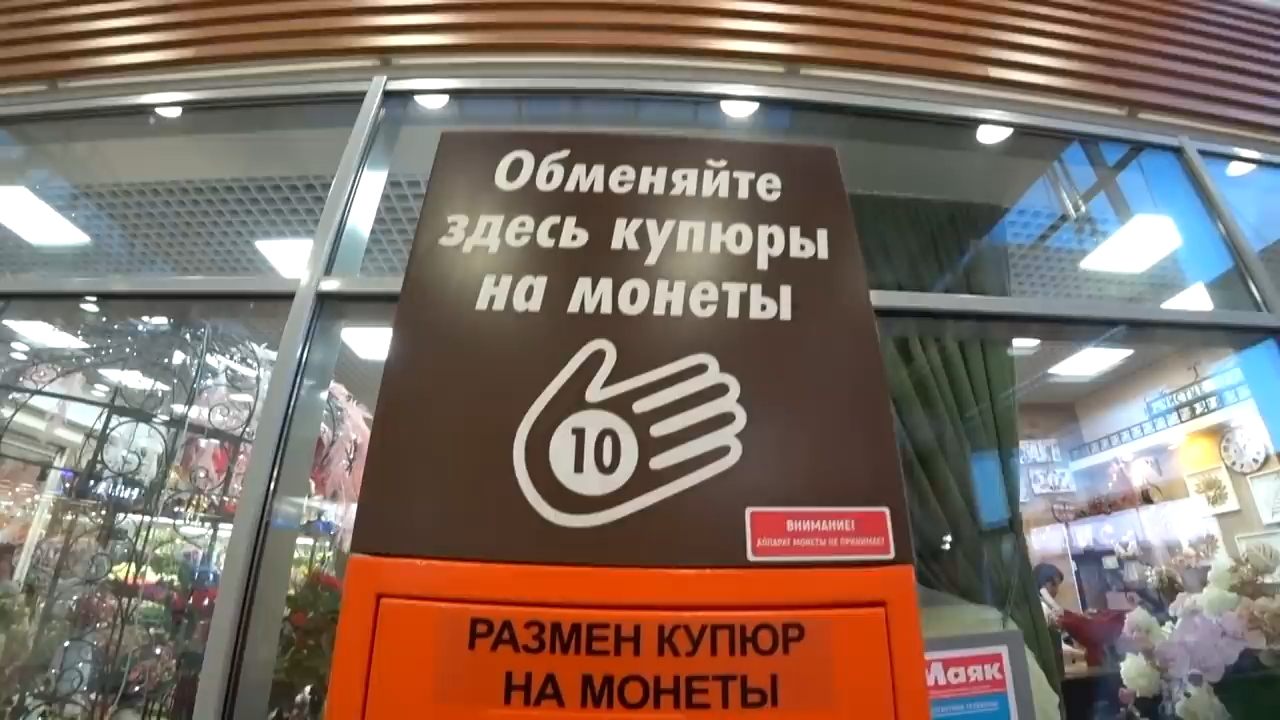 Обменяйте
здесь купюры
на монеты
10
ВНИМАНИЕ!
АППАРАТ МОНЕТЫ НЕ ПРИНИМАЕТ
РАЗМЕН КУПЮР
НА МОНЕТЫ
Маяк